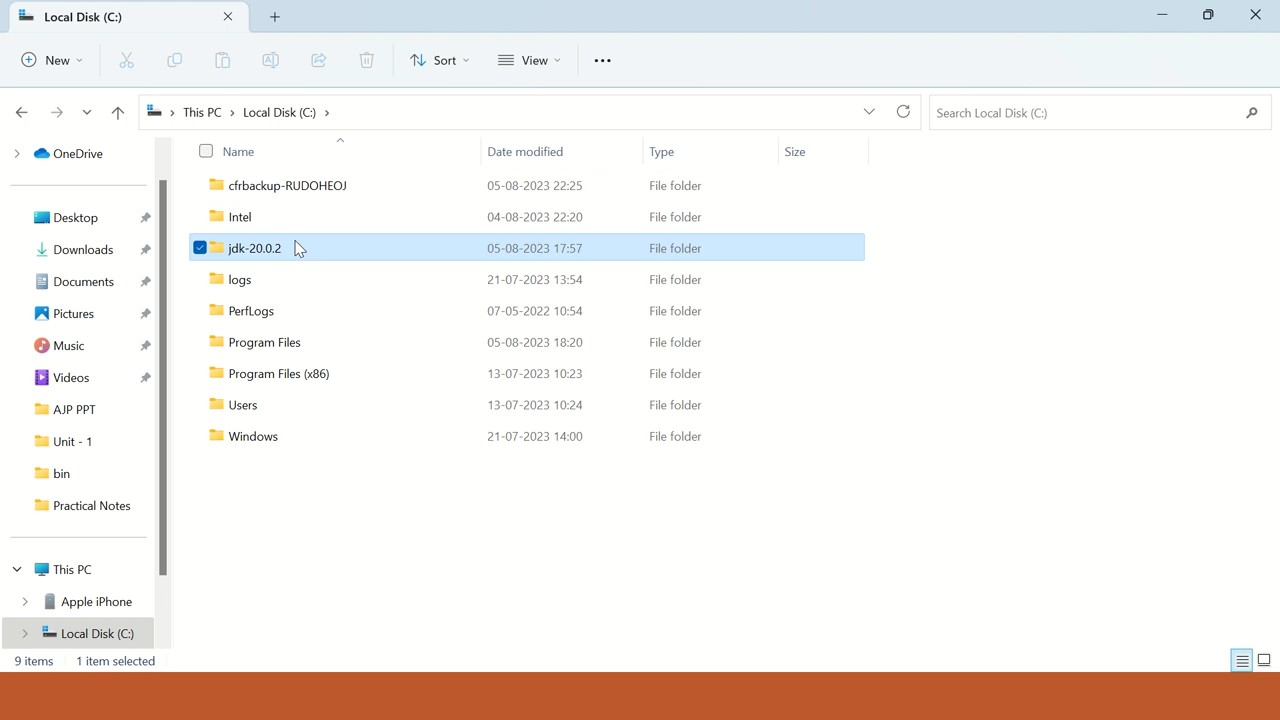 Local Disk (C:)
New Sort View
This PC Local Disk (C:) Search Local Disk (C:)
OneDrive
Desktop
Downloads
Documents
Pictures
Music
Videos
AJP PPT
Unit - 1
bin
Practical Notes
This PC
Apple iPhone
Local Disk (C:)
Name Date modified Type Size
cfrbackup-RUDOHEOJ 05-08-2023 22:25 File folder
Intel 04-08-2023 22:20 File folder
jdk-20.0.2 05-08-2023 17:57 File folder
logs 21-07-2023 13:54 File folder
PerfLogs 07-05-2022 10:54 File folder
Program Files 05-08-2023 18:20 File folder
Program Files (x86) 13-07-2023 10:23 File folder
Users 13-07-2023 10:24 File folder
Windows 21-07-2023 14:00 File folder
9 items 1 item selected